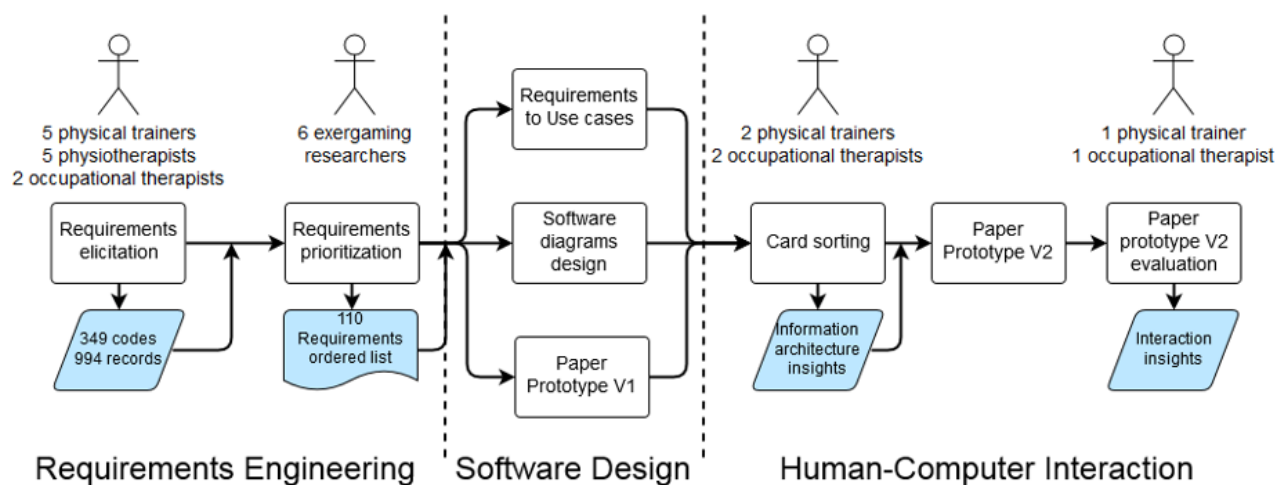 5 physical trainers
5 physiotherapists
2 occupational therapists
6 exergaming
researchers
Requirements
elicitation
349 codes
994 records
Requirements
prioritization
110
Requirements
ordered list
Requirements
to Use cases
Software
diagrams
design
Paper
Prototype V1
2 physical trainers
2 occupational therapists
1 physical trainer
1 occupational therapist
Card sorting
Information
architecture
insights
Paper
Prototype V2
Paper
prototype V2
evaluation
Interaction
insights
Requirements Engineering
Software Design
Human-Computer Interaction